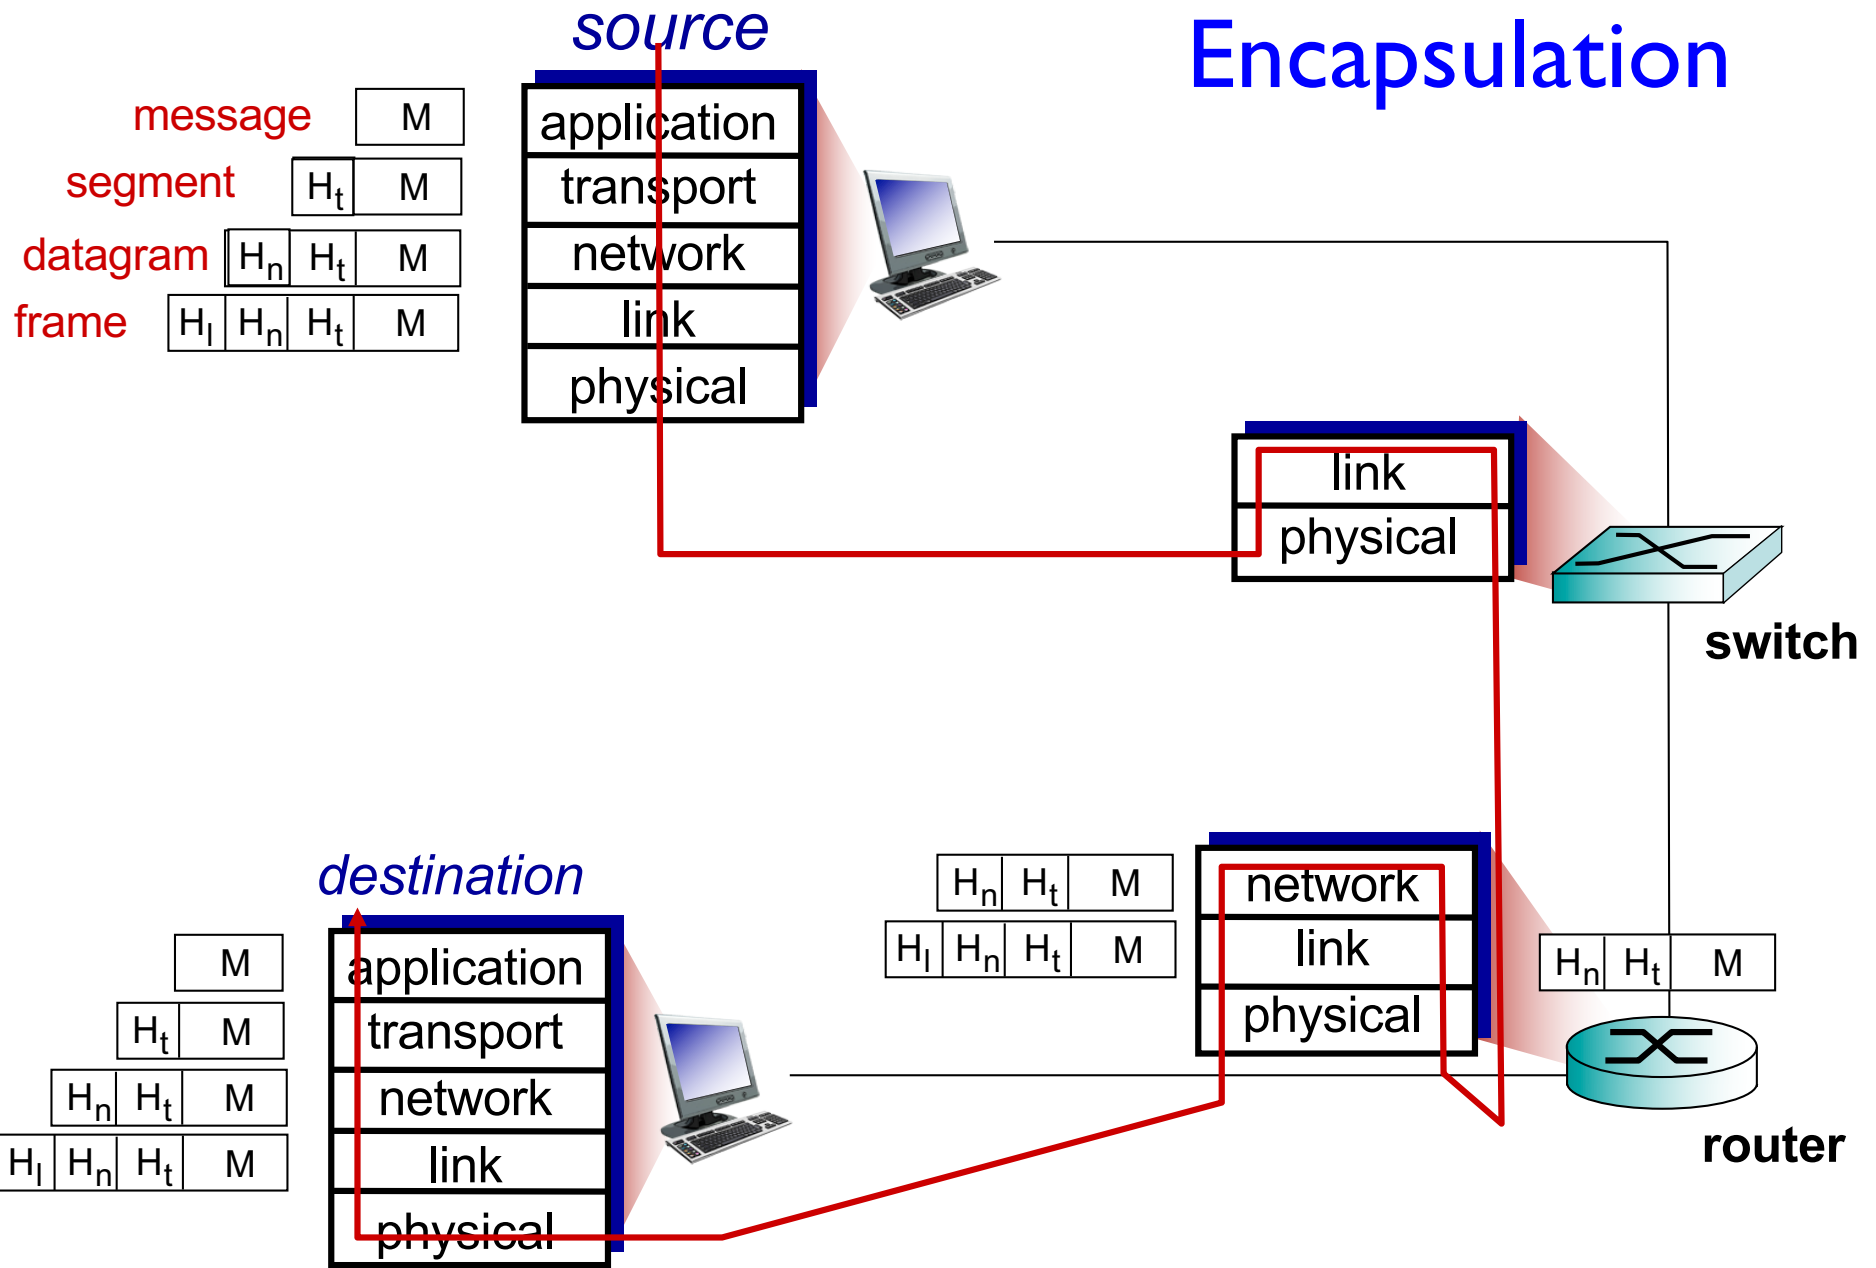 source
Encapsulation
message M
application
segment Ht M
transport
datagram Hn Ht M
network
frame Hl Hn Ht M
link
physical
link
physical
switch
destination
Hn Ht M
network
Hl Hn Ht M
link
Hn Ht M
physical
router
M
application
Ht M
transport
Hn Ht M
network
Hl Hn Ht M
link
physical